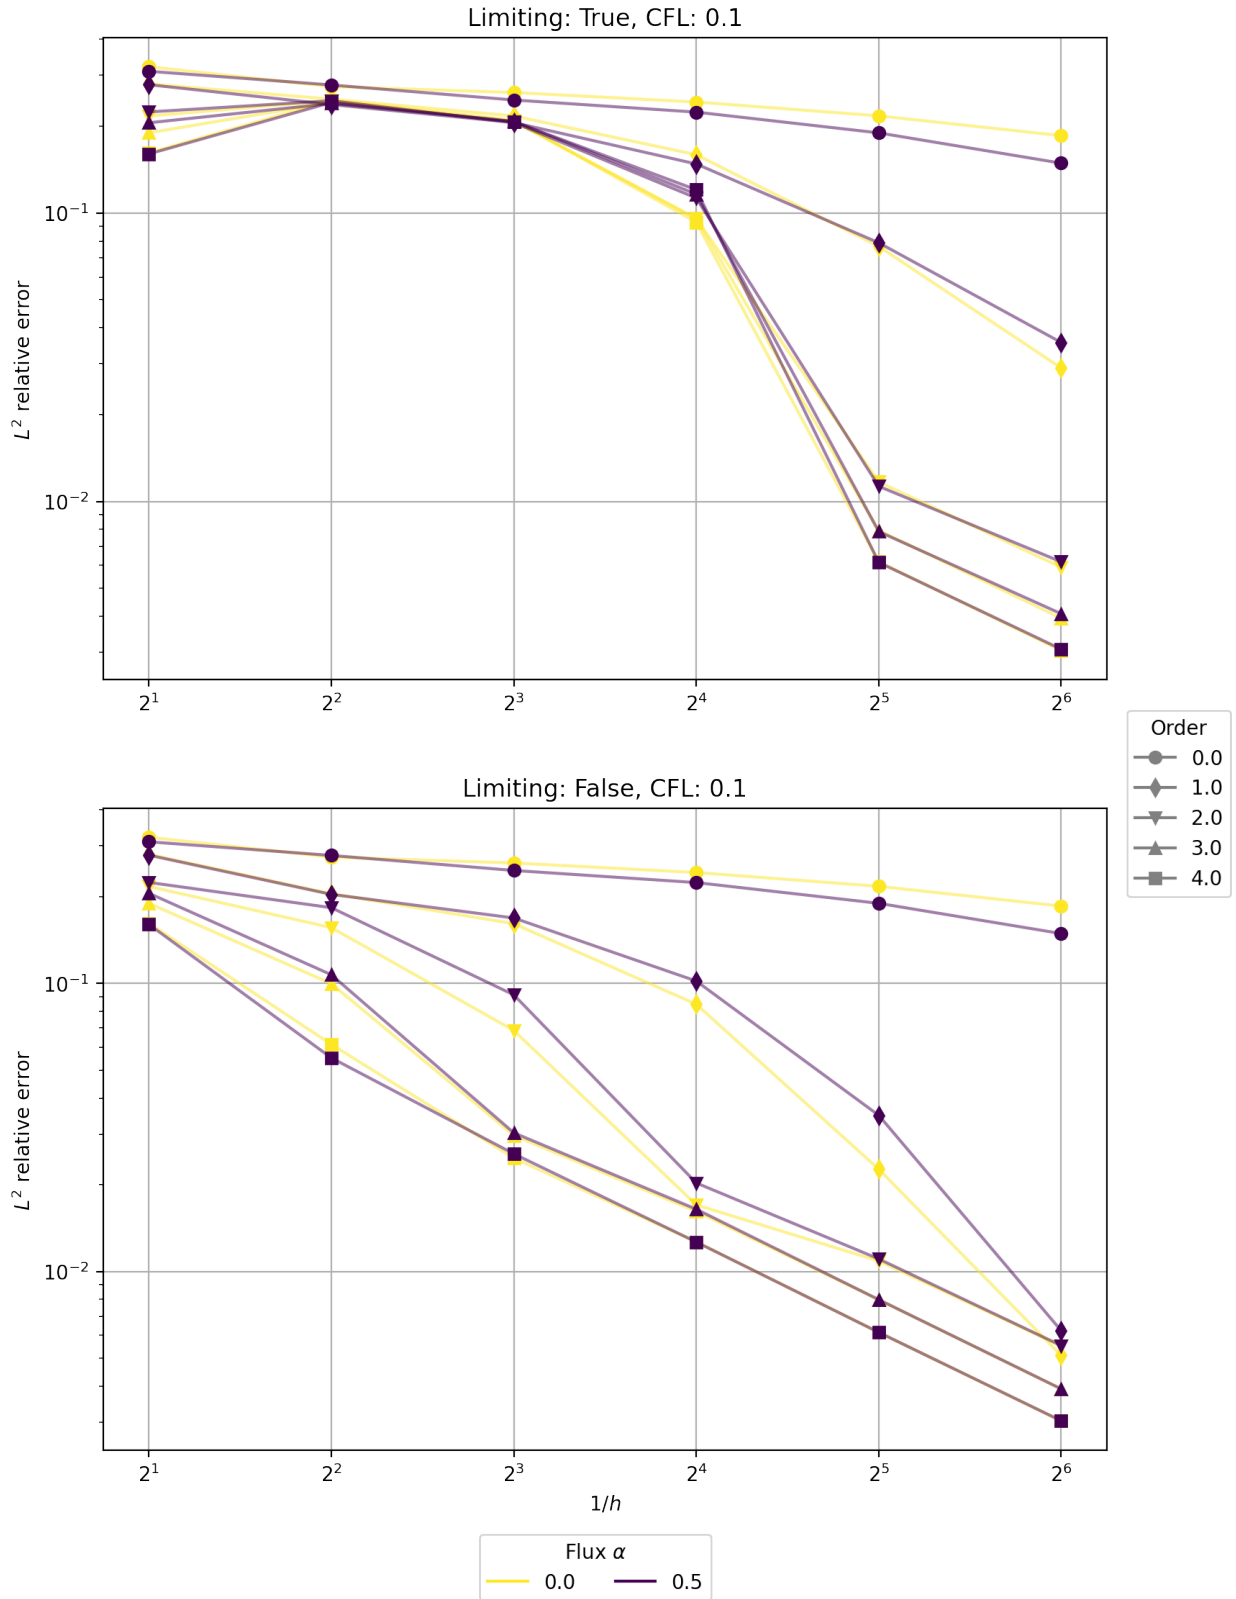 Limiting: True, CFL: 0.1
10⁻¹
10⁻²
L² relative error
2¹ 2² 2³ 2⁴ 2⁵ 2⁶
Order
0.0
1.0
2.0
3.0
4.0
Limiting: False, CFL: 0.1
10⁻¹
10⁻²
L² relative error
2¹ 2² 2³ 2⁴ 2⁵ 2⁶
1/h
Flux α
0.0 0.5